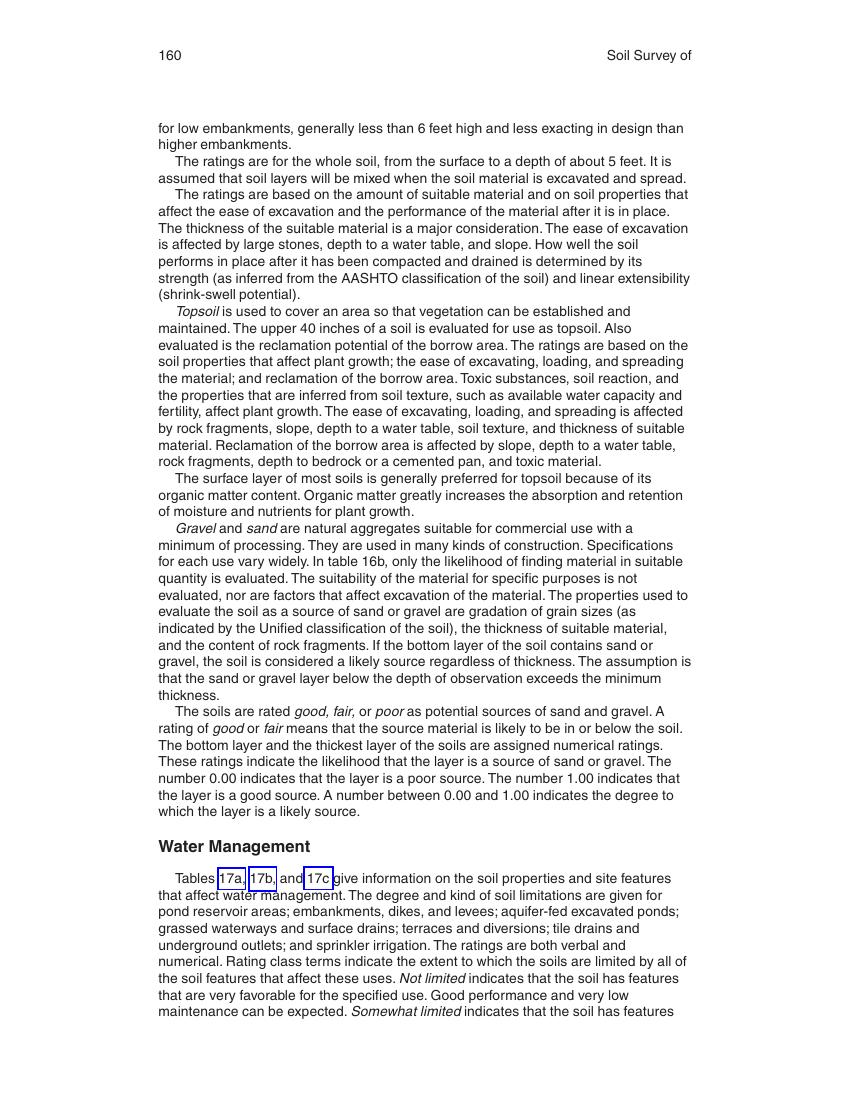 160
Soil Survey of
for low embankments, generally less than 6 feet high and less exacting in design than
higher embankments.
The ratings are for the whole soil, from the surface to a depth of about 5 feet. It is
assumed that soil layers will be mixed when the soil material is excavated and spread.
The ratings are based on the amount of suitable material and on soil properties that
affect the ease of excavation and the performance of the material after it is in place.
The thickness of the suitable material is a major consideration. The ease of excavation
is affected by large stones, depth to a water table, and slope. How well the soil
performs in place after it has been compacted and drained is determined by its
strength (as inferred from the AASHTO classification of the soil) and linear extensibility
(shrink-swell potential).
Topsoil is used to cover an area so that vegetation can be established and
maintained. The upper 40 inches of a soil is evaluated for use as topsoil. Also
evaluated is the reclamation potential of the borrow area. The ratings are based on the
soil properties that affect plant growth; the ease of excavating, loading, and spreading
the material; and reclamation of the borrow area. Toxic substances, soil reaction, and
the properties that are inferred from soil texture, such as available water capacity and
fertility, affect plant growth. The ease of excavating, loading, and spreading is affected
by rock fragments, slope, depth to a water table, soil texture, and thickness of suitable
material. Reclamation of the borrow area is affected by slope, depth to a water table,
rock fragments, depth to bedrock or a cemented pan, and toxic material.
The surface layer of most soils is generally preferred for topsoil because of its
organic matter content. Organic matter greatly increases the absorption and retention
of moisture and nutrients for plant growth.
Gravel and sand are natural aggregates suitable for commercial use with a
minimum of processing. They are used in many kinds of construction. Specifications
for each use vary widely. In table 16b, only the likelihood of finding material in suitable
quantity is evaluated. The suitability of the material for specific purposes is not
evaluated, nor are factors that affect excavation of the material. The properties used to
evaluate the soil as a source of sand or gravel are gradation of grain sizes (as
indicated by the Unified classification of the soil), the thickness of suitable material,
and the content of rock fragments. If the bottom layer of the soil contains sand or
gravel, the soil is considered a likely source regardless of thickness. The assumption is
that the sand or gravel layer below the depth of observation exceeds the minimum
thickness.
The soils are rated good, fair, or poor as potential sources of sand and gravel. A
rating of good or fair means that the source material is likely to be in or below the soil.
The bottom layer and the thickest layer of the soils are assigned numerical ratings.
These ratings indicate the likelihood that the layer is a source of sand or gravel. The
number 0.00 indicates that the layer is a poor source. The number 1.00 indicates that
the layer is a good source. A number between 0.00 and 1.00 indicates the degree to
which the layer is a likely source.
Water Management
Tables 17a, 17b, and 17c give information on the soil properties and site features
that affect water management. The degree and kind of soil limitations are given for
pond reservoir areas; embankments, dikes, and levees; aquifer-fed excavated ponds;
grassed waterways and surface drains; terraces and diversions; tile drains and
underground outlets; and sprinkler irrigation. The ratings are both verbal and
numerical. Rating class terms indicate the extent to which the soils are limited by all of
the soil features that affect these uses. Not limited indicates that the soil has features
that are very favorable for the specified use. Good performance and very low
maintenance can be expected. Somewhat limited indicates that the soil has features